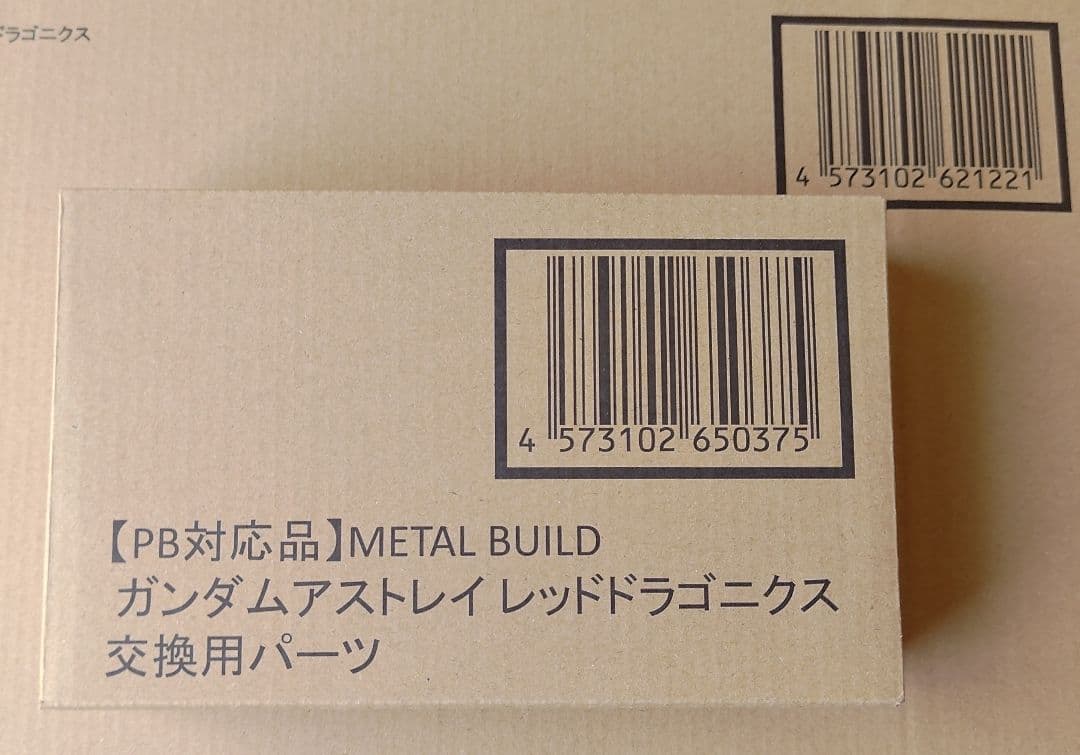 ドラゴニクス
4 573102 621221
4 573102 650375
【PB対応品】METAL BUILD
ガンダムアストレイ レッドドラゴニクス
交換用パーツ